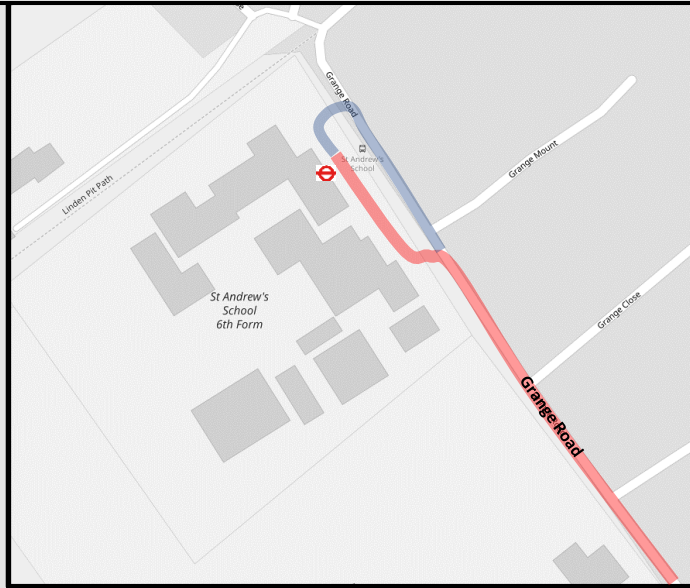 Grange Road
St Andrew's
School
Grange Mount
Linden Pit Path
St Andrew's
School
6th Form
Grange Close
Grange Road